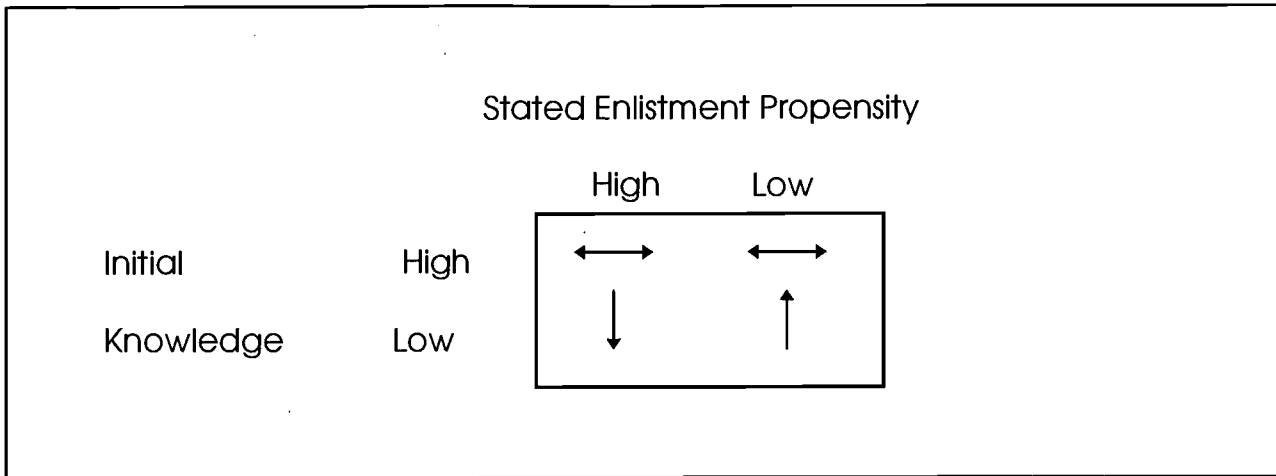 Stated Enlistment Propensity
High Low
Initial High
Knowledge Low